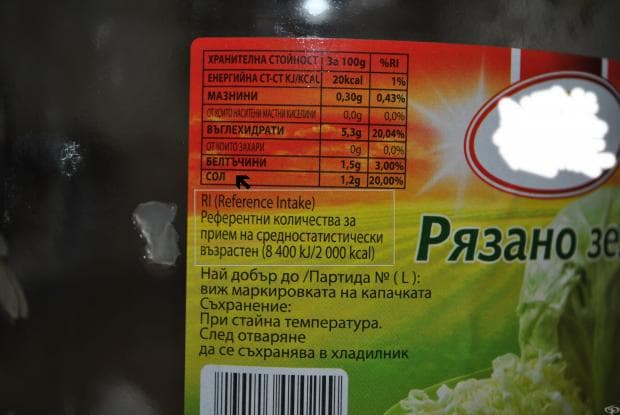 ХРАНИТЕЛНА СТОЙНОСТ За 100g %RI
ЕНЕРГИЙНА СТ-СТ KJ/KCAL 20kcal 1%
МАЗНИНИ 0,30g 0,43%
ОТ КОИТО НАСИТЕНИ МАСТНИ КИСЕЛИНИ 0,0g 0,0%
ВЪГЛЕХИДРАТИ 5,3g 20,04%
ОТ КОИТО ЗАХАРИ 0g 0,0%
БЕЛТЪЧИНИ 1,5g 3,00%
СОЛ 1,2g 20,00%
RI (Reference Intake)
Референтни количества за
прием на средностатистически
възрастен (8 400 kJ/2 000 kcal)
Рязано зе
Най добър до /Партида № ( L ):
виж маркировката на капачката
Съхранение:
При стайна температура.
След отваряне
да се съхранява в хладилник